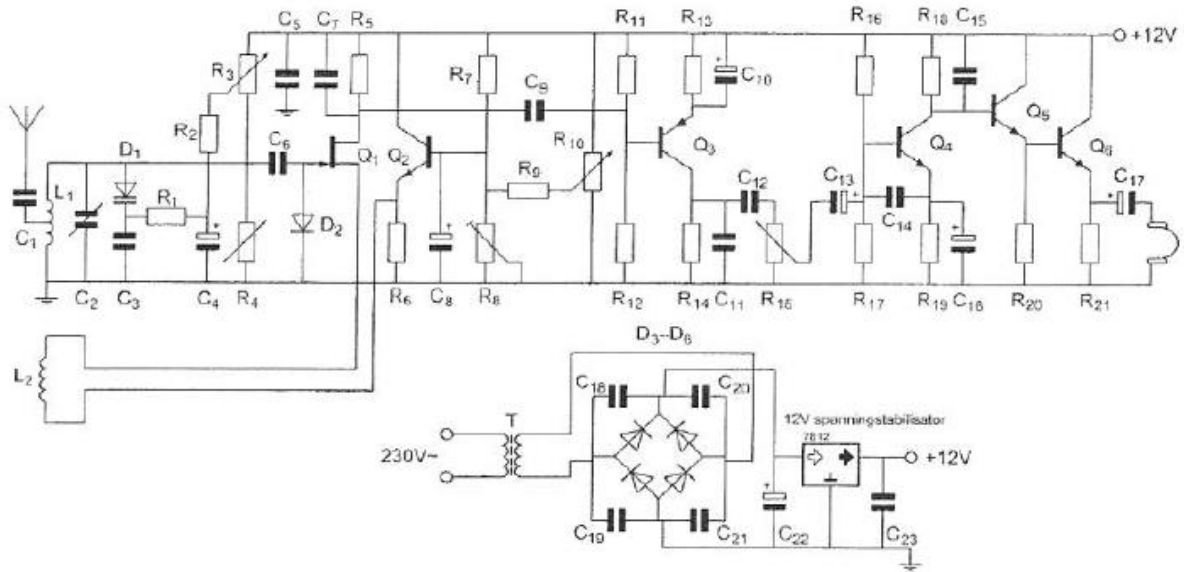 R11 R13 R16 R18 C15
C5 C7 R5
+12V
R3 R7 C9 C10
R2 R10 Q5
D1 C6 Q1 Q2 Q3 Q4 Q6
L1 R1 R9 C12 C13 C17
C1 D2 C14
C2 C3 C4 R4 R6 C8 R8 R12 R14 C11 R15 R17 R19 C16 R20 R21
L2
D3--D6
C18 C20
T
230V~
12V spanningstabilisator
7812
+12V
C19 C21 C22 C23